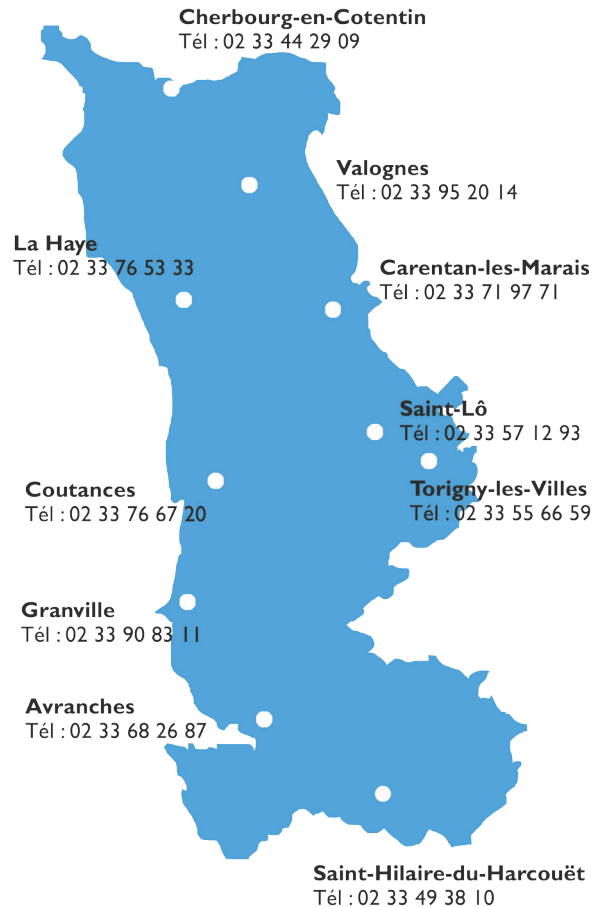 Cherbourg-en-Cotentin
Tél : 02 33 44 29 09
Valognes
Tél : 02 33 95 20 14
La Haye
Tél : 02 33 76 53 33
Carentan-les-Marais
Tél : 02 33 71 97 71
Saint-Lô
Tél : 02 33 57 12 93
Torigny-les-Villes
Tél : 02 33 55 66 59
Coutances
Tél : 02 33 76 67 20
Granville
Tél : 02 33 90 83 11
Avranches
Tél : 02 33 68 26 87
Saint-Hilaire-du-Harcouët
Tél : 02 33 49 38 10